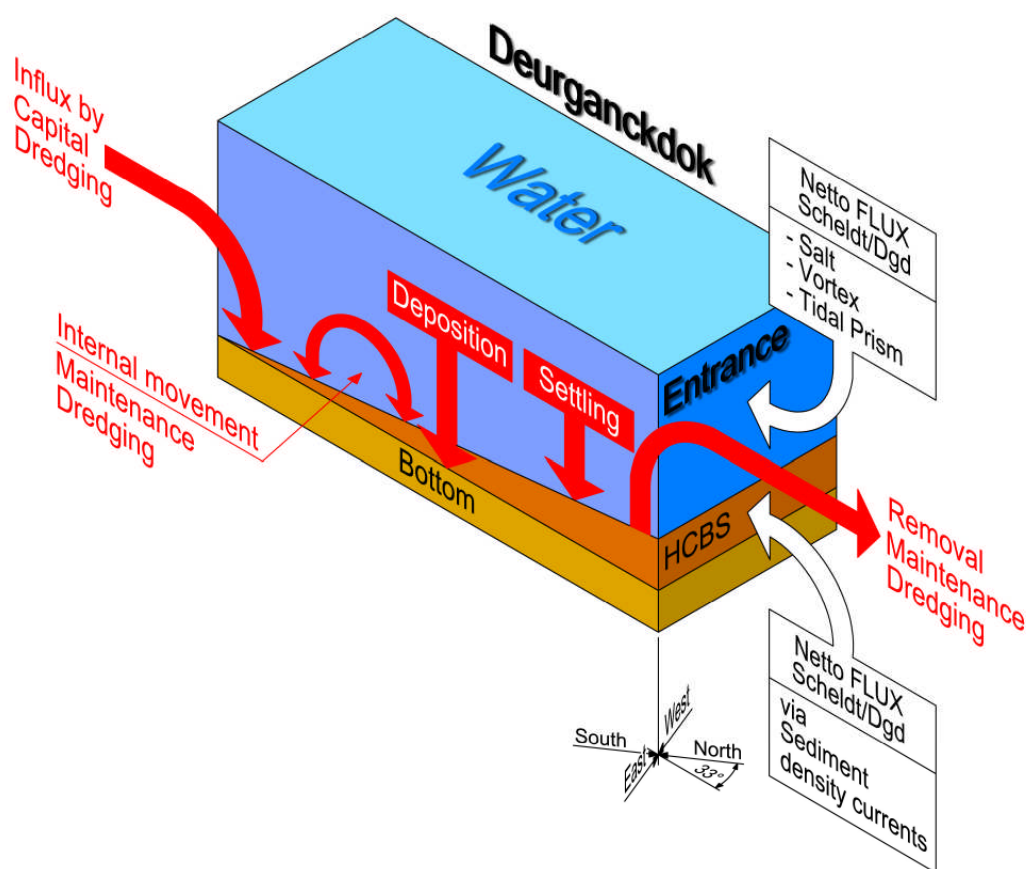 Deurganckdok
Water
Influx by
Capital
Dredging
Netto FLUX
Scheldt/Dgd
- Salt
- Vortex
- Tidal Prism
Deposition
Settling
Entrance
Internal movement
Maintenance
Dredging
Bottom
HCBS
Removal
Maintenance
Dredging
Netto FLUX
Scheldt/Dgd
via
Sediment
density currents
West
South
North
East
33°